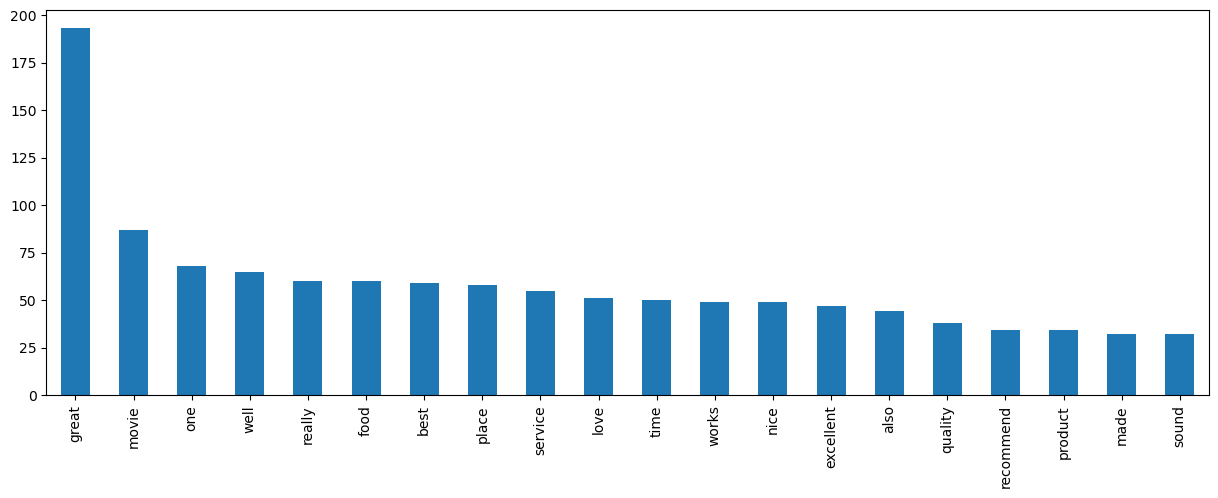 200
175
150
125
100
75
50
25
0
great
movie
one
well
really
food
best
place
service
love
time
works
nice
excellent
also
quality
recommend
product
made
sound